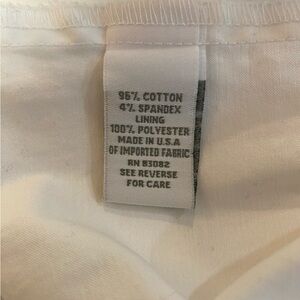 96% COTTON
4% SPANDEX
LINING
100% POLYESTER
MADE IN U.S.A
OF IMPORTED FABRIC
RN 83082
SEE REVERSE
FOR CARE